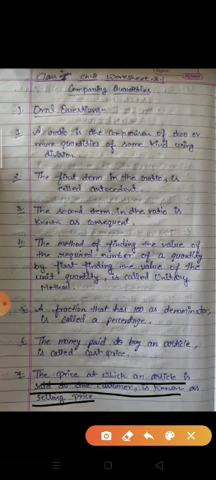 Class 7th Ch-8 Worksheet-8.1
Comparing Quantities
1. Oral Questions
1. A ratio is the comparison of two or
more quantities of same kind using
division.
2. The first term in the ratio, is
called antecedent.
3. The second term in the ratio is
known as consequent.
4. The method of finding the value of
the required number of a quantity
by first finding the value of the
unit quantity, is called Unitary
Method.
5. A fraction that has 100 as denominator,
is called a percentage.
6. The money paid to buy an article,
is called cost price.
7. The price at which an article is
sold to the customer, is known as
selling price.